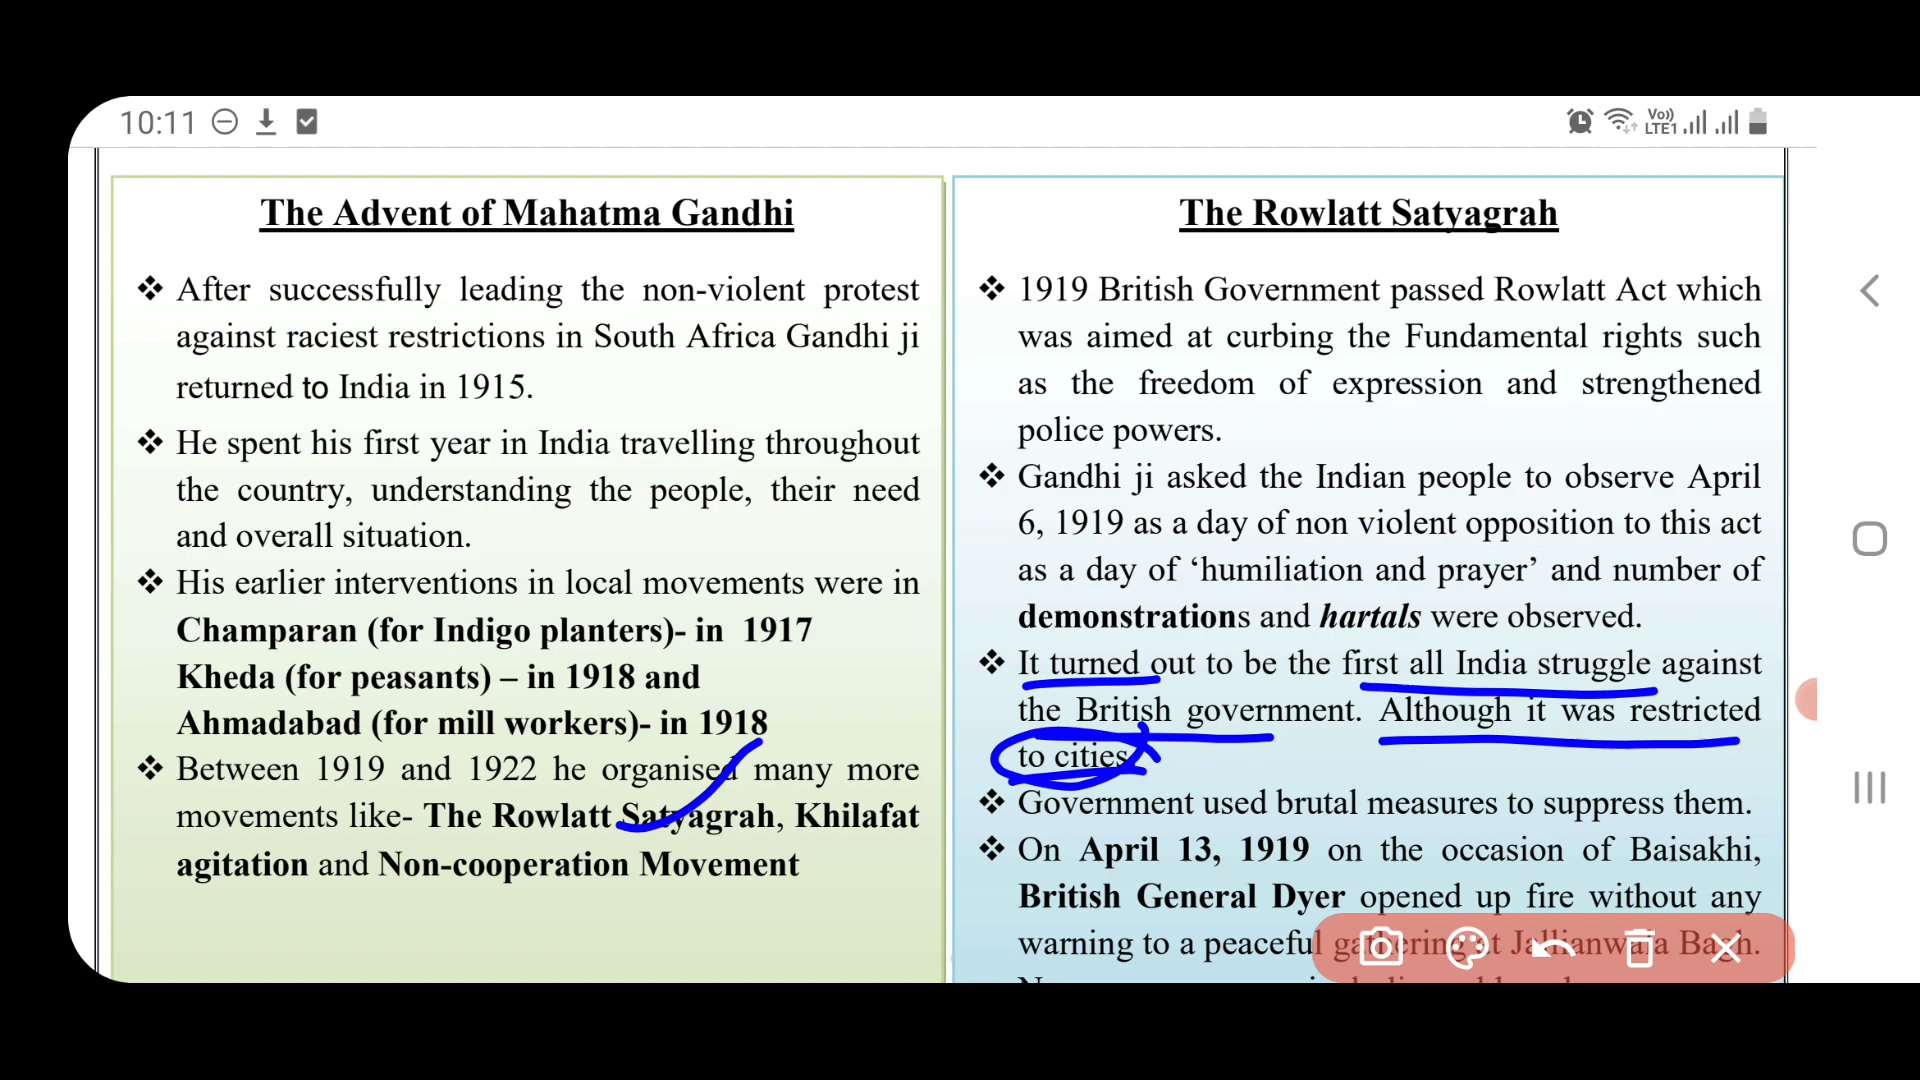 10:11
Vo))
LTE1
The Advent of Mahatma Gandhi
❖ After successfully leading the non-violent protest
against raciest restrictions in South Africa Gandhi ji
returned to India in 1915.
❖ He spent his first year in India travelling throughout
the country, understanding the people, their need
and overall situation.
❖ His earlier interventions in local movements were in
Champaran (for Indigo planters)- in 1917
Kheda (for peasants) – in 1918 and
Ahmadabad (for mill workers)- in 1918
❖ Between 1919 and 1922 he organised many more
movements like- The Rowlatt Satyagrah, Khilafat
agitation and Non-cooperation Movement
The Rowlatt Satyagrah
❖ 1919 British Government passed Rowlatt Act which
was aimed at curbing the Fundamental rights such
as the freedom of expression and strengthened
police powers.
❖ Gandhi ji asked the Indian people to observe April
6, 1919 as a day of non violent opposition to this act
as a day of ‘humiliation and prayer’ and number of
demonstrations and hartals were observed.
❖ It turned out to be the first all India struggle against
the British government. Although it was restricted
to cities
❖ Government used brutal measures to suppress them.
❖ On April 13, 1919 on the occasion of Baisakhi,
British General Dyer opened up fire without any
warning to a peaceful gathering at Jallianwala Bagh.